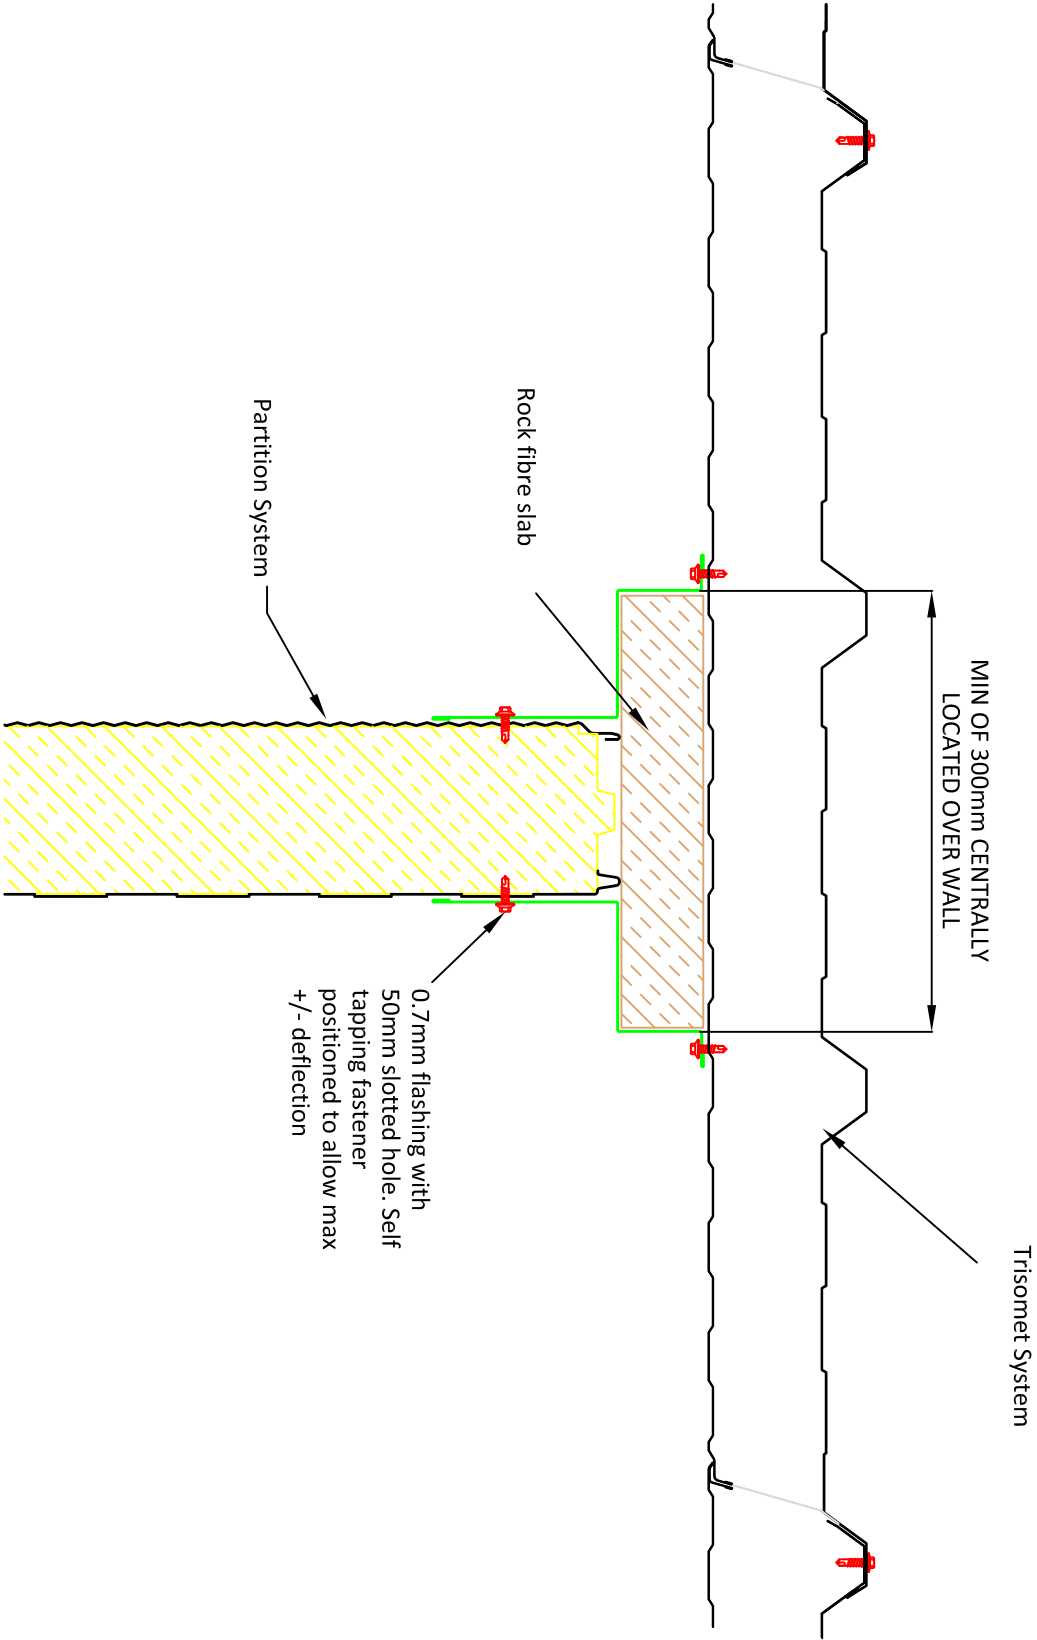 Trisomet System
MIN OF 300mm CENTRALLY
LOCATED OVER WALL
Rock fibre slab
Partition System
0.7mm flashing with
50mm slotted hole. Self
tapping fastener
positioned to allow max
+/- deflection